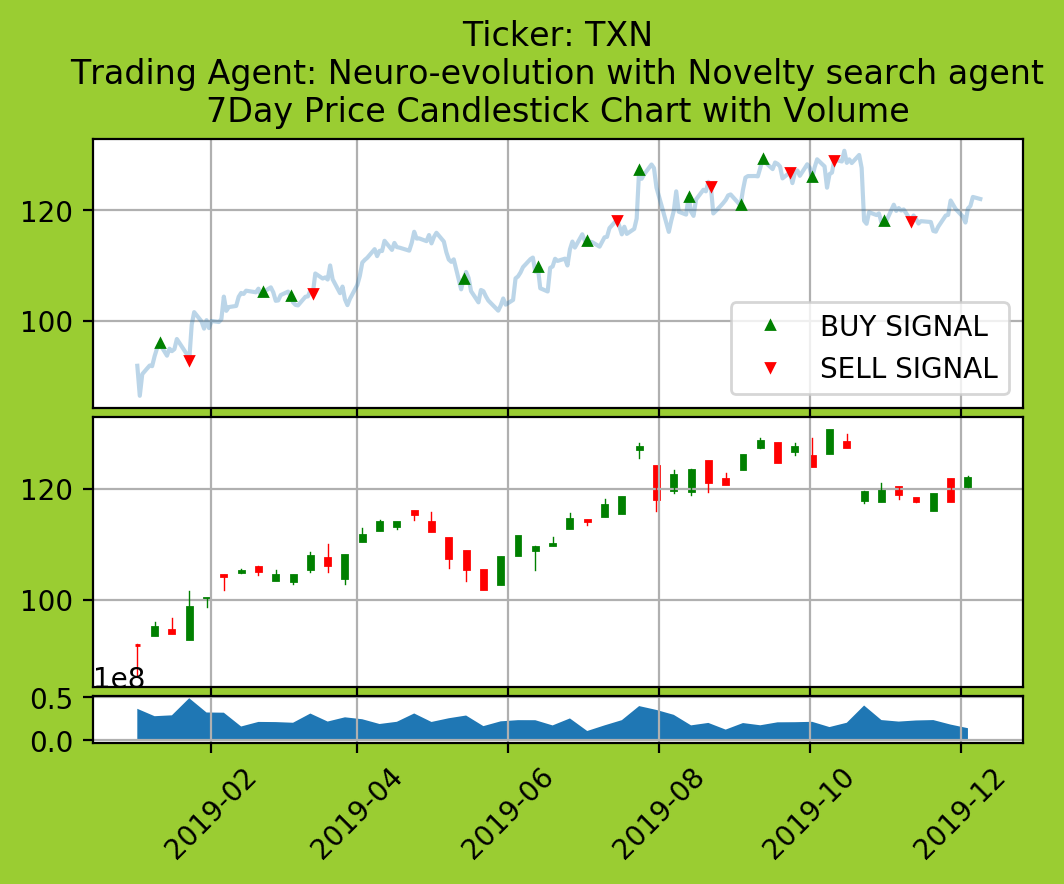 Ticker: TXN
Trading Agent: Neuro-evolution with Novelty search agent
7Day Price Candlestick Chart with Volume
120
100
BUY SIGNAL
SELL SIGNAL
120
100
1e8
0.5
0.0
2019-02
2019-04
2019-06
2019-08
2019-10
2019-12